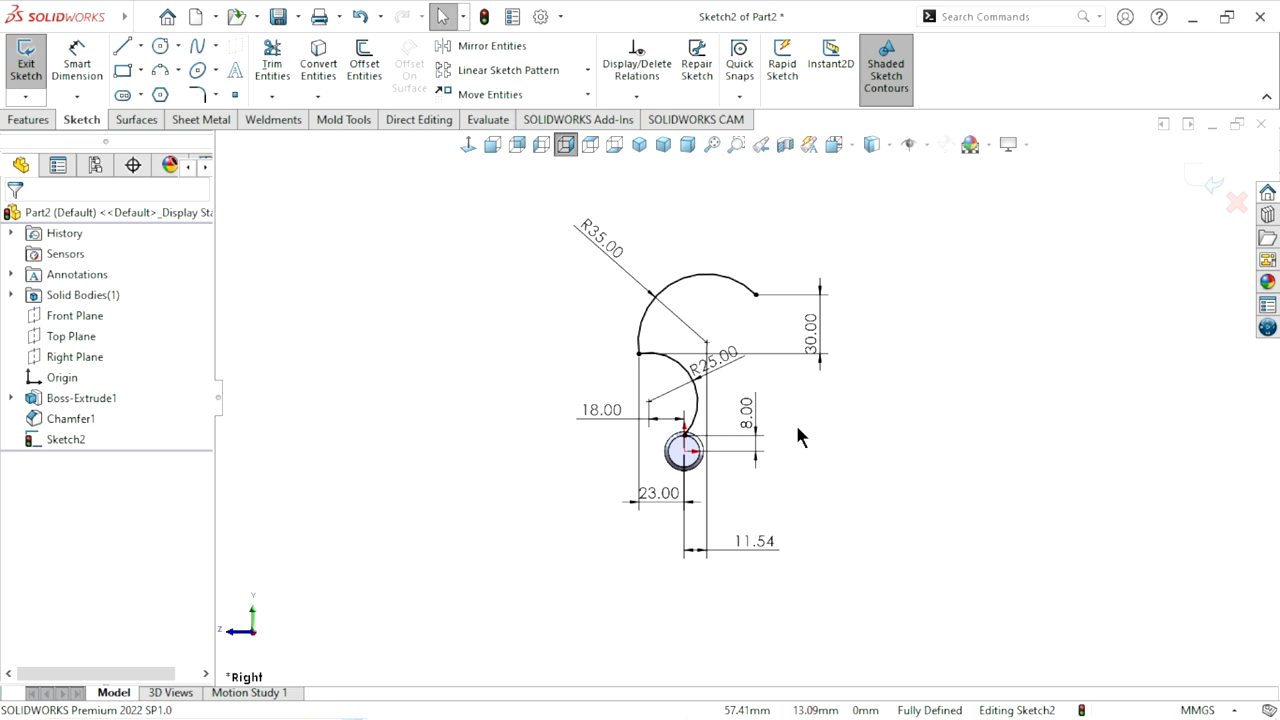 SOLIDWORKS
Sketch2 of Part2 *
Search Commands
Exit Sketch
Smart Dimension
Trim Entities
Convert Entities
Offset Entities
Offset On Surface
Mirror Entities
Linear Sketch Pattern
Move Entities
Display/Delete Relations
Repair Sketch
Quick Snaps
Rapid Sketch
Instant2D
Shaded Sketch Contours
Features
Sketch
Surfaces
Sheet Metal
Weldments
Mold Tools
Direct Editing
Evaluate
SOLIDWORKS Add-Ins
SOLIDWORKS CAM
Part2 (Default) <<Default>_Display Sta
History
Sensors
Annotations
Solid Bodies(1)
Front Plane
Top Plane
Right Plane
Origin
Boss-Extrude1
Chamfer1
Sketch2
R35.00
30.00
R25.00
18.00
8.00
23.00
11.54
Y
Z
*Right
Model
3D Views
Motion Study 1
SOLIDWORKS Premium 2022 SP1.0
57.41mm
13.09mm
0mm
Fully Defined
Editing Sketch2
MMGS